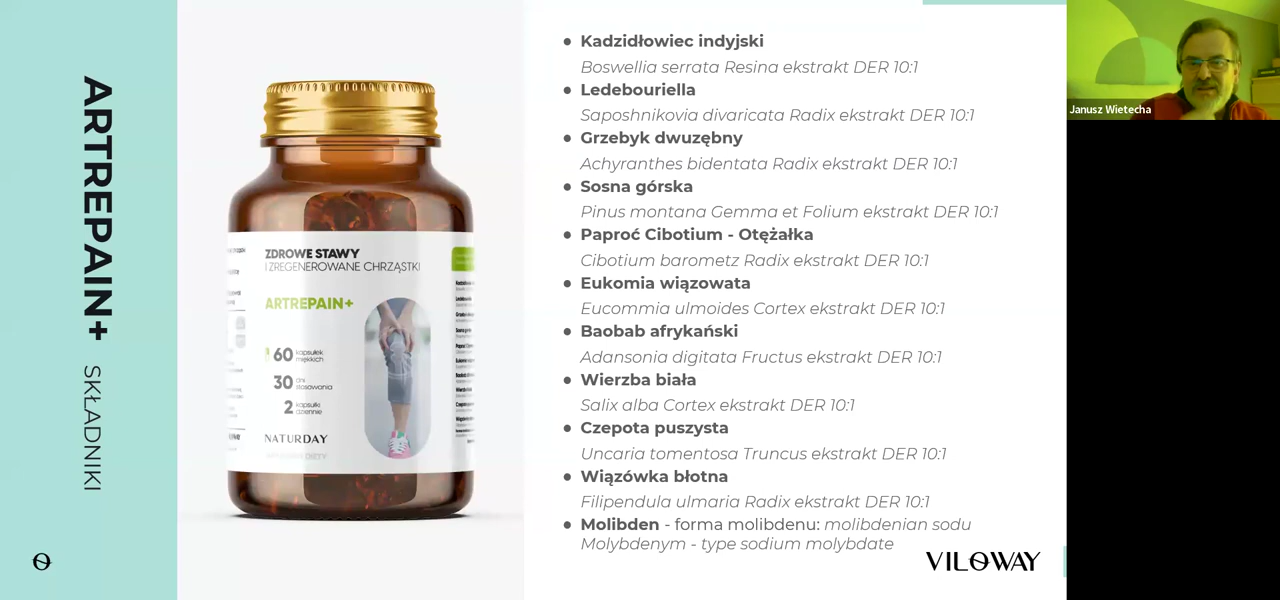 ARTREPAIN+ SKŁADNIKI
ZDROWE STAWY
I ZREGENEROWANE CHRZĄSTKI
ARTREPAIN+
60 kapsułek
miękkich
30 dni
stosowania
2 kapsułki
dziennie
NATURDAY
● Kadzidłowiec indyjski
Boswellia serrata Resina ekstrakt DER 10:1
● Ledebouriella
Saposhnikovia divaricata Radix ekstrakt DER 10:1
● Grzebyk dwuzębny
Achyranthes bidentata Radix ekstrakt DER 10:1
● Sosna górska
Pinus montana Gemma et Folium ekstrakt DER 10:1
● Paproć Cibotium - Otężałka
Cibotium barometz Radix ekstrakt DER 10:1
● Eukomia wiązowata
Eucommia ulmoides Cortex ekstrakt DER 10:1
● Baobab afrykański
Adansonia digitata Fructus ekstrakt DER 10:1
● Wierzba biała
Salix alba Cortex ekstrakt DER 10:1
● Czepota puszysta
Uncaria tomentosa Truncus ekstrakt DER 10:1
● Wiązówka błotna
Filipendula ulmaria Radix ekstrakt DER 10:1
● Molibden - forma molibdenu: molibdenian sodu
Molybdenym - type sodium molybdate
VILOWAY
Janusz Wietecha